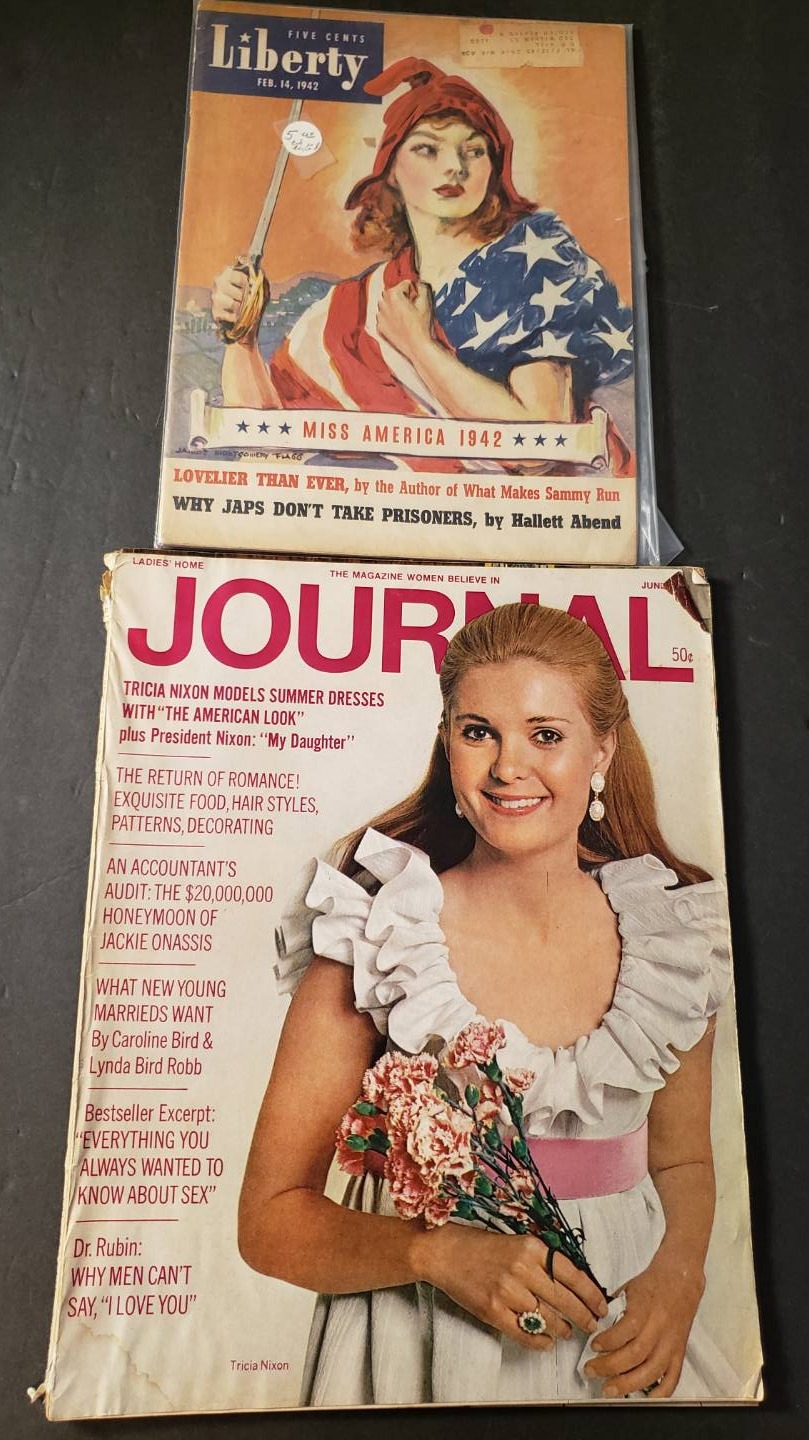 FIVE CENTS
Liberty
FEB. 14, 1942
MISS AMERICA 1942
JAMES MONTGOMERY FLAGG
LOVELIER THAN EVER, by the Author of What Makes Sammy Run
WHY JAPS DON'T TAKE PRISONERS, by Hallett Abend
LADIES' HOME
THE MAGAZINE WOMEN BELIEVE IN
JUNE
JOURNAL
50¢
TRICIA NIXON MODELS SUMMER DRESSES
WITH "THE AMERICAN LOOK"
plus President Nixon: "My Daughter"
THE RETURN OF ROMANCE!
EXQUISITE FOOD, HAIR STYLES,
PATTERNS, DECORATING
AN ACCOUNTANT'S
AUDIT: THE $20,000,000
HONEYMOON OF
JACKIE ONASSIS
WHAT NEW YOUNG
MARRIEDS WANT
By Caroline Bird &
Lynda Bird Robb
Bestseller Excerpt:
"EVERYTHING YOU
ALWAYS WANTED TO
KNOW ABOUT SEX"
Dr. Rubin:
WHY MEN CAN'T
SAY, "I LOVE YOU"
Tricia Nixon